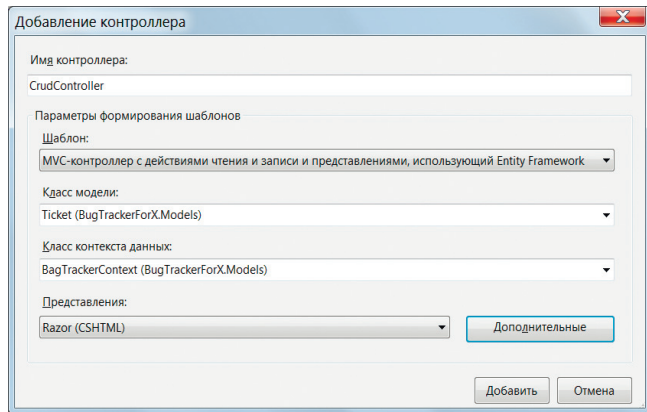 Добавление контроллера
Имя контроллера:
CrudController
Параметры формирования шаблонов
Шаблон:
MVC-контроллер с действиями чтения и записи и представлениями, использующий Entity Framework
Класс модели:
Ticket (BugTrackerForX.Models)
Класс контекста данных:
BagTrackerContext (BugTrackerForX.Models)
Представления:
Razor (CSHTML)
Дополнительные
Добавить
Отмена